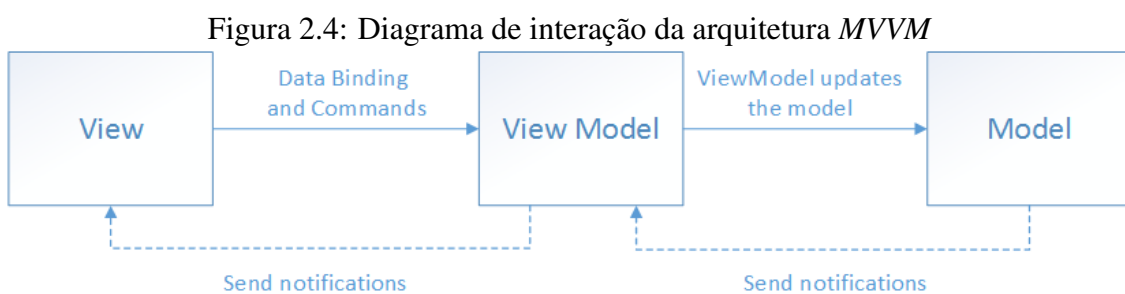 Figura 2.4: Diagrama de interação da arquitetura MVVM
Data Binding
and Commands
ViewModel updates
the model
View
View Model
Model
Send notifications
Send notifications